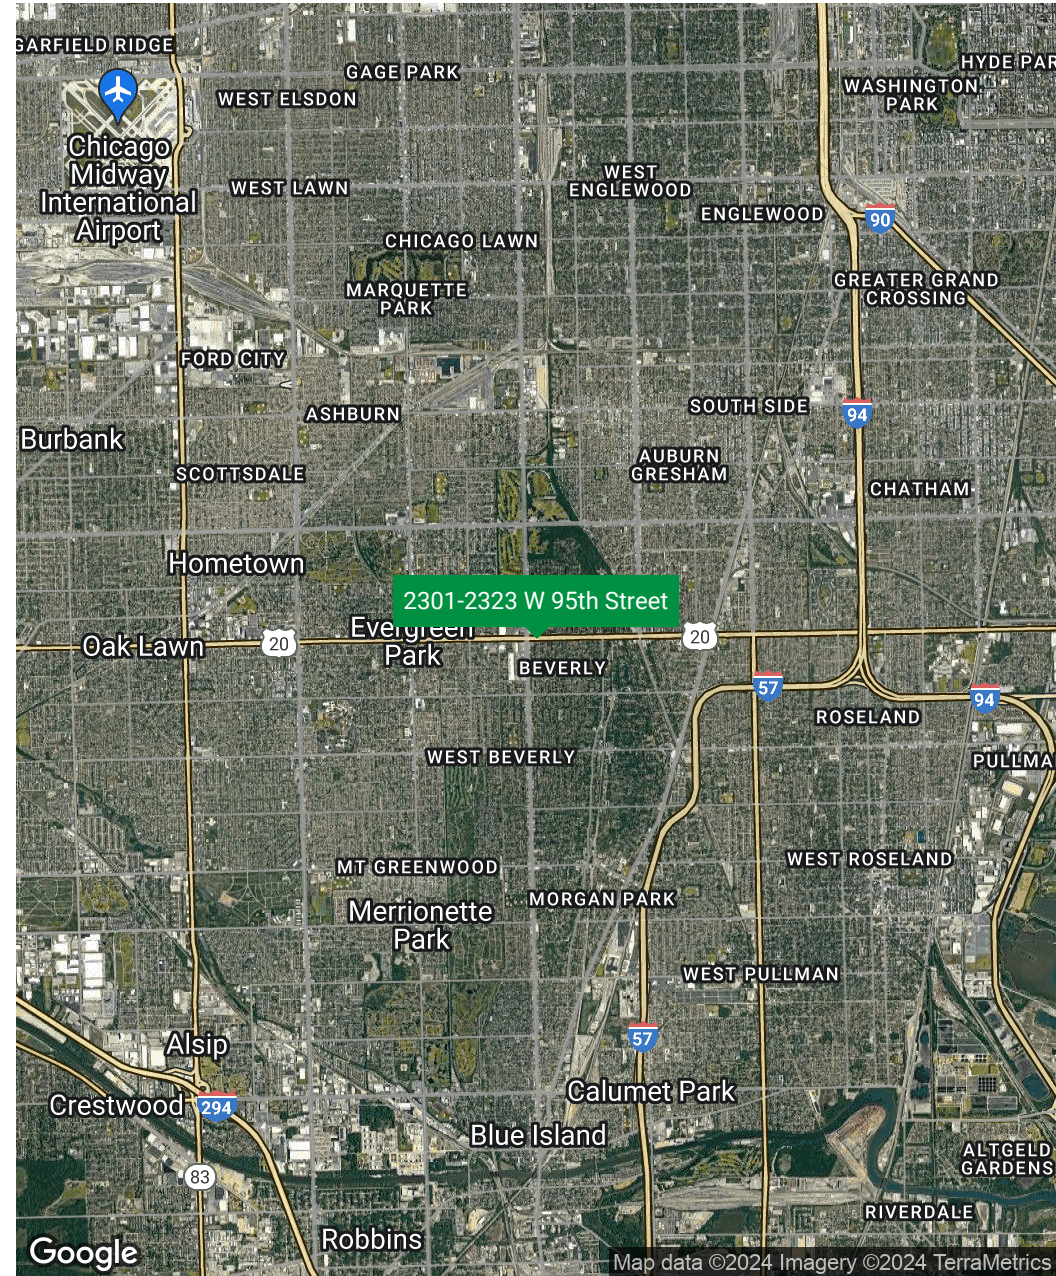 GARFIELD RIDGE
GAGE PARK
HYDE PAR
WEST ELSDON
WASHINGTON
PARK
Chicago
Midway
International
Airport
WEST LAWN
WEST
ENGLEWOOD
ENGLEWOOD
90
CHICAGO LAWN
MARQUETTE
PARK
GREATER GRAND
CROSSING
FORD CITY
ASHBURN
SOUTH SIDE
94
Burbank
SCOTTSDALE
AUBURN
GRESHAM
CHATHAM
Hometown
2301-2323 W 95th Street
Oak Lawn
20
Evergreen
Park
20
BEVERLY
57
94
ROSELAND
WEST BEVERLY
PULLMA
MT GREENWOOD
WEST ROSELAND
MORGAN PARK
Merrionette
Park
WEST PULLMAN
57
Alsip
Crestwood
294
Calumet Park
Blue Island
83
ALTGELD
GARDENS
RIVERDALE
Robbins
Google
Map data ©2024 Imagery ©2024 TerraMetrics